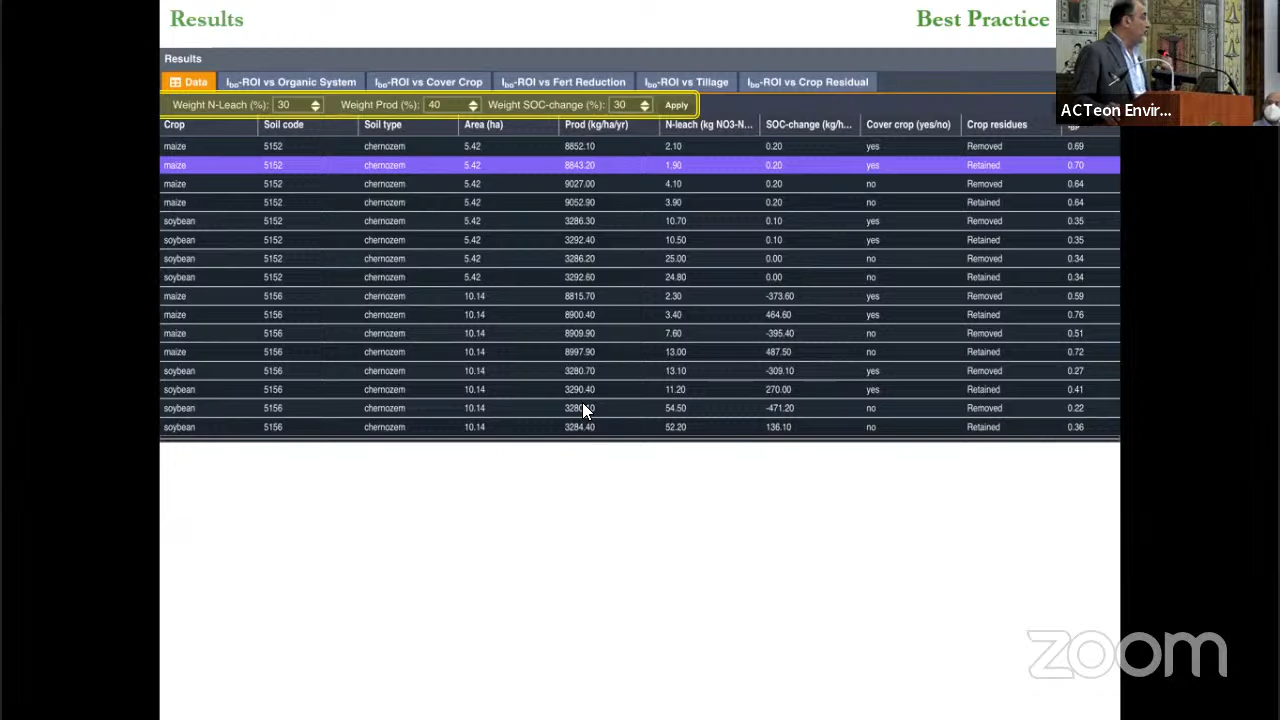 Results
Best Practice
ACTeon Envir...
Results
Data I_bp-ROI vs Organic System I_bp-ROI vs Cover Crop I_bp-ROI vs Fert Reduction I_bp-ROI vs Tillage I_bp-ROI vs Crop Residual
Weight N-Leach (%): 30 Weight Prod (%): 40 Weight SOC-change (%): 30 Apply
Crop Soil code Soil type Area (ha) Prod (kg/ha/yr) N-leach (kg NO3-N... SOC-change (kg/h... Cover crop (yes/no) Crop residues
maize 5152 chernozem 5.42 8852.10 2.10 0.20 yes Removed 0.69
maize 5152 chernozem 5.42 8843.20 1.90 0.20 yes Retained 0.70
maize 5152 chernozem 5.42 9027.00 4.10 0.20 no Removed 0.64
maize 5152 chernozem 5.42 9052.90 3.90 0.20 no Retained 0.64
soybean 5152 chernozem 5.42 3286.30 10.70 0.10 yes Removed 0.35
soybean 5152 chernozem 5.42 3292.40 10.50 0.10 yes Retained 0.35
soybean 5152 chernozem 5.42 3286.20 25.00 0.00 no Removed 0.34
soybean 5152 chernozem 5.42 3292.60 24.80 0.00 no Retained 0.34
maize 5156 chernozem 10.14 8815.70 2.30 -373.60 yes Removed 0.59
maize 5156 chernozem 10.14 8900.40 3.40 464.60 yes Retained 0.76
maize 5156 chernozem 10.14 8909.90 7.60 -395.40 no Removed 0.51
maize 5156 chernozem 10.14 8997.90 13.00 487.50 no Retained 0.72
soybean 5156 chernozem 10.14 3280.70 13.10 -309.10 yes Removed 0.27
soybean 5156 chernozem 10.14 3290.40 11.20 270.00 yes Retained 0.41
soybean 5156 chernozem 10.14 54.50 -471.20 no Removed 0.22
soybean 5156 chernozem 10.14 3284.40 52.20 136.10 no Retained 0.36
zoom